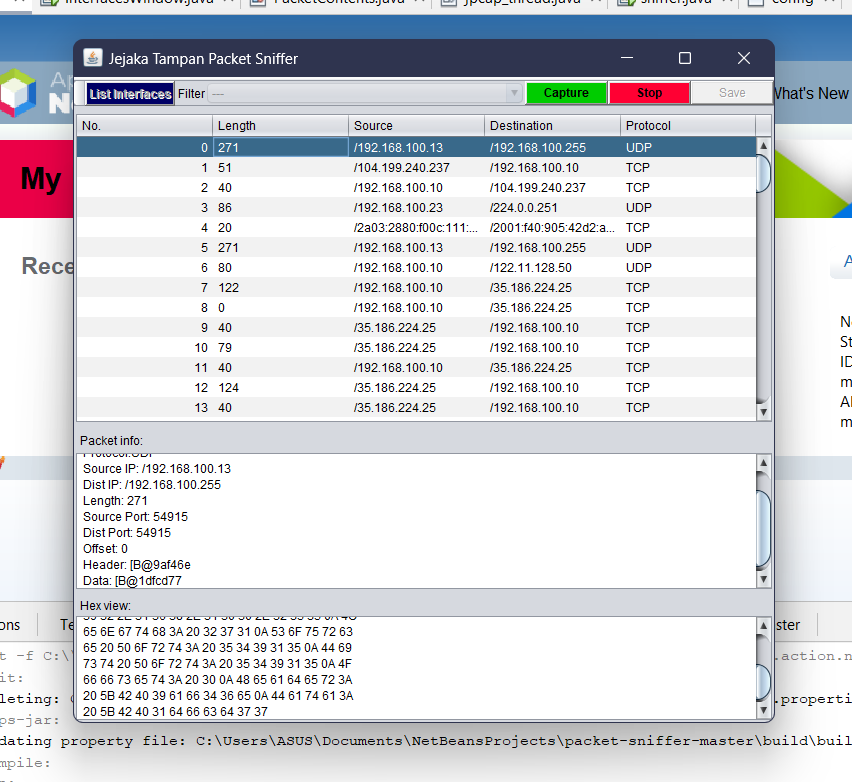 InterfacesWindow.java PacketContents.java jpcap_thread.java sniffer.java config
Jejaka Tampan Packet Sniffer
List Interfaces Filter --- Capture Stop Save
What's New
No. Length Source Destination Protocol
0 271 /192.168.100.13 /192.168.100.255 UDP
1 51 /104.199.240.237 /192.168.100.10 TCP
2 40 /192.168.100.10 /104.199.240.237 TCP
3 86 /192.168.100.23 /224.0.0.251 UDP
4 20 /2a03:2880:f00c:111:... /2001:f40:905:42d2:a... TCP
5 271 /192.168.100.13 /192.168.100.255 UDP
6 80 /192.168.100.10 /122.11.128.50 UDP
7 122 /192.168.100.10 /35.186.224.25 TCP
8 0 /192.168.100.10 /35.186.224.25 TCP
9 40 /35.186.224.25 /192.168.100.10 TCP
10 79 /35.186.224.25 /192.168.100.10 TCP
11 40 /192.168.100.10 /35.186.224.25 TCP
12 124 /35.186.224.25 /192.168.100.10 TCP
13 40 /35.186.224.25 /192.168.100.10 TCP
My
Rece
Packet info:
Protocol:UDP
Source IP: /192.168.100.13
Dist IP: /192.168.100.255
Length: 271
Source Port: 54915
Dist Port: 54915
Offset: 0
Header: [B@9af46e
Data: [B@1dfcd77
Hex view:
65 6E 67 74 68 3A 20 32 37 31 0A 53 6F 75 72 63
65 20 50 6F 72 74 3A 20 35 34 39 31 35 0A 44 69
73 74 20 50 6F 72 74 3A 20 35 34 39 31 35 0A 4F
66 66 73 65 74 3A 20 30 0A 48 65 61 64 65 72 3A
20 5B 42 40 39 61 66 34 36 65 0A 44 61 74 61 3A
20 5B 42 40 31 64 66 63 64 37 37
ons Te ster
t -f C:\ .action.n
it:
leting: .properti
ps-jar:
dating property file: C:\Users\ASUS\Documents\NetBeansProjects\packet-sniffer-master\build\buil
mpile: